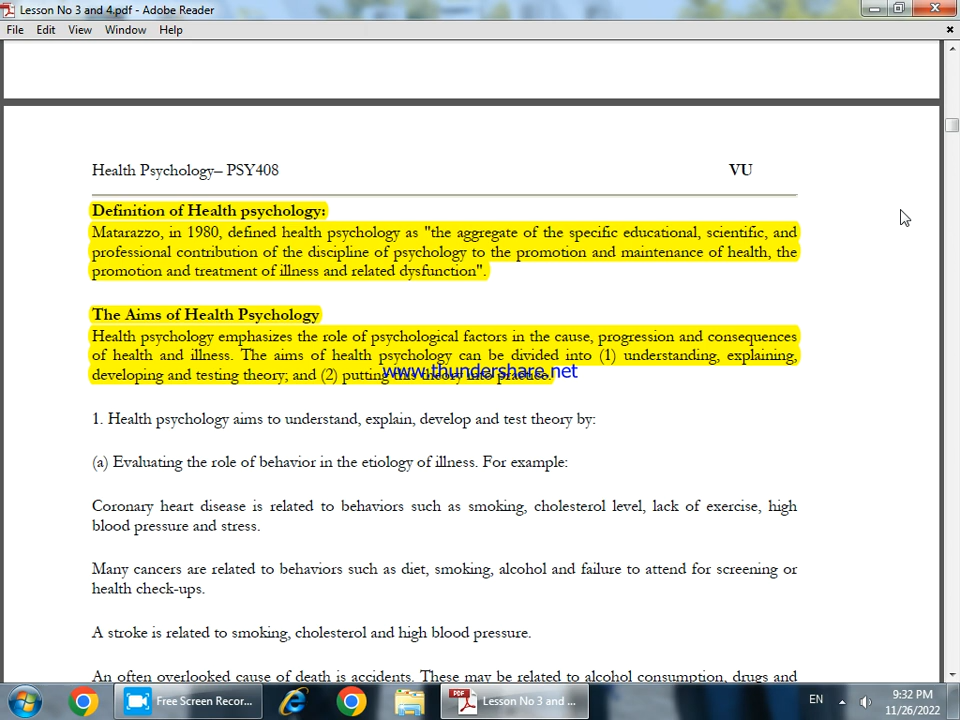 Lesson No 3 and 4.pdf - Adobe Reader
File Edit View Window Help
Health Psychology– PSY408 VU
Definition of Health psychology:
Matarazzo, in 1980, defined health psychology as "the aggregate of the specific educational, scientific, and
professional contribution of the discipline of psychology to the promotion and maintenance of health, the
promotion and treatment of illness and related dysfunction".
The Aims of Health Psychology
Health psychology emphasizes the role of psychological factors in the cause, progression and consequences
of health and illness. The aims of health psychology can be divided into (1) understanding, explaining,
developing and testing theory; and (2) putting this theory into practice.
www.thundershare.net
1. Health psychology aims to understand, explain, develop and test theory by:
(a) Evaluating the role of behavior in the etiology of illness. For example:
Coronary heart disease is related to behaviors such as smoking, cholesterol level, lack of exercise, high
blood pressure and stress.
Many cancers are related to behaviors such as diet, smoking, alcohol and failure to attend for screening or
health check-ups.
A stroke is related to smoking, cholesterol and high blood pressure.
An often overlooked cause of death is accidents. These may be related to alcohol consumption, drugs and
Free Screen Recor... PDF Lesson No 3 and ... EN 9:32 PM
11/26/2022